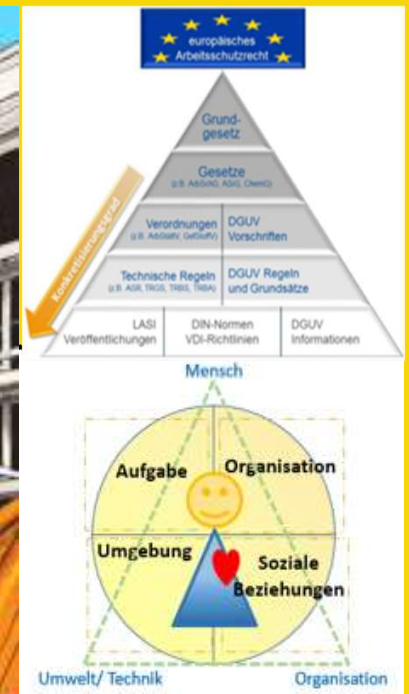 europäisches
Arbeitsschutzrecht
Grund-
gesetz
Gesetze
(z.B. ArbSchG, ASiG, ChemG)
Verordnungen
(z.B. ArbStättV, GefStoffV)
DGUV
Vorschriften
Technische Regeln
(z.B. ASR, TRGS, TRBS, TRBA)
DGUV Regeln
und Grundsätze
LASI
Veröffentlichungen
DIN-Normen
VDI-Richtlinien
DGUV
Informationen
Konkretisierungsgrad
Mensch
Aufgabe
Organisation
Umgebung
Soziale
Beziehungen
Umwelt/ Technik
Organisation